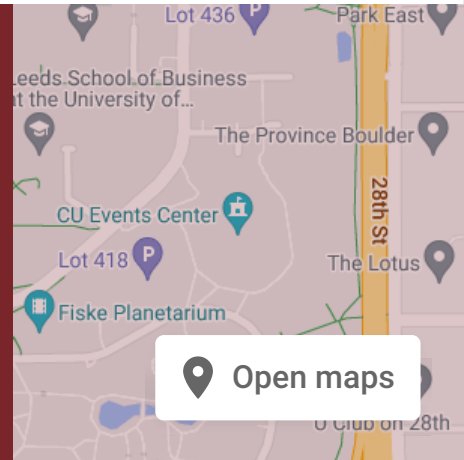 Lot 436
P
Park East
Leeds School of Business
at the University of...
The Province Boulder
28th St
CU Events Center
Lot 418
P
The Lotus
Fiske Planetarium
Open maps
U Club on 28th